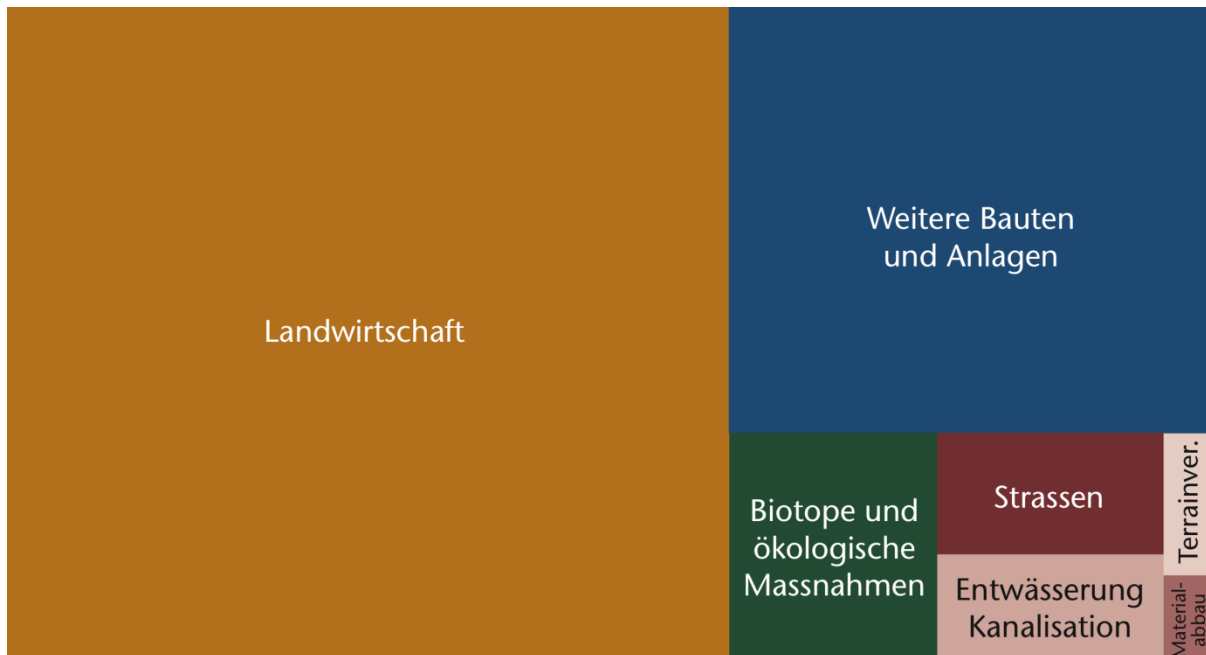 Landwirtschaft
Weitere Bauten
und Anlagen
Biotope und
ökologische
Massnahmen
Strassen
Entwässerung
Kanalisation
Terrainver.
Material-
abbau